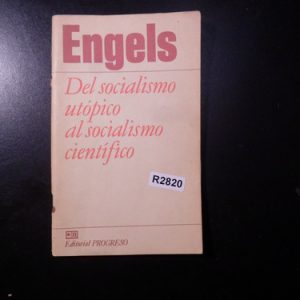 Engels
Del socialismo
utópico
al socialismo
científico
R2820
Editorial PROGRESO